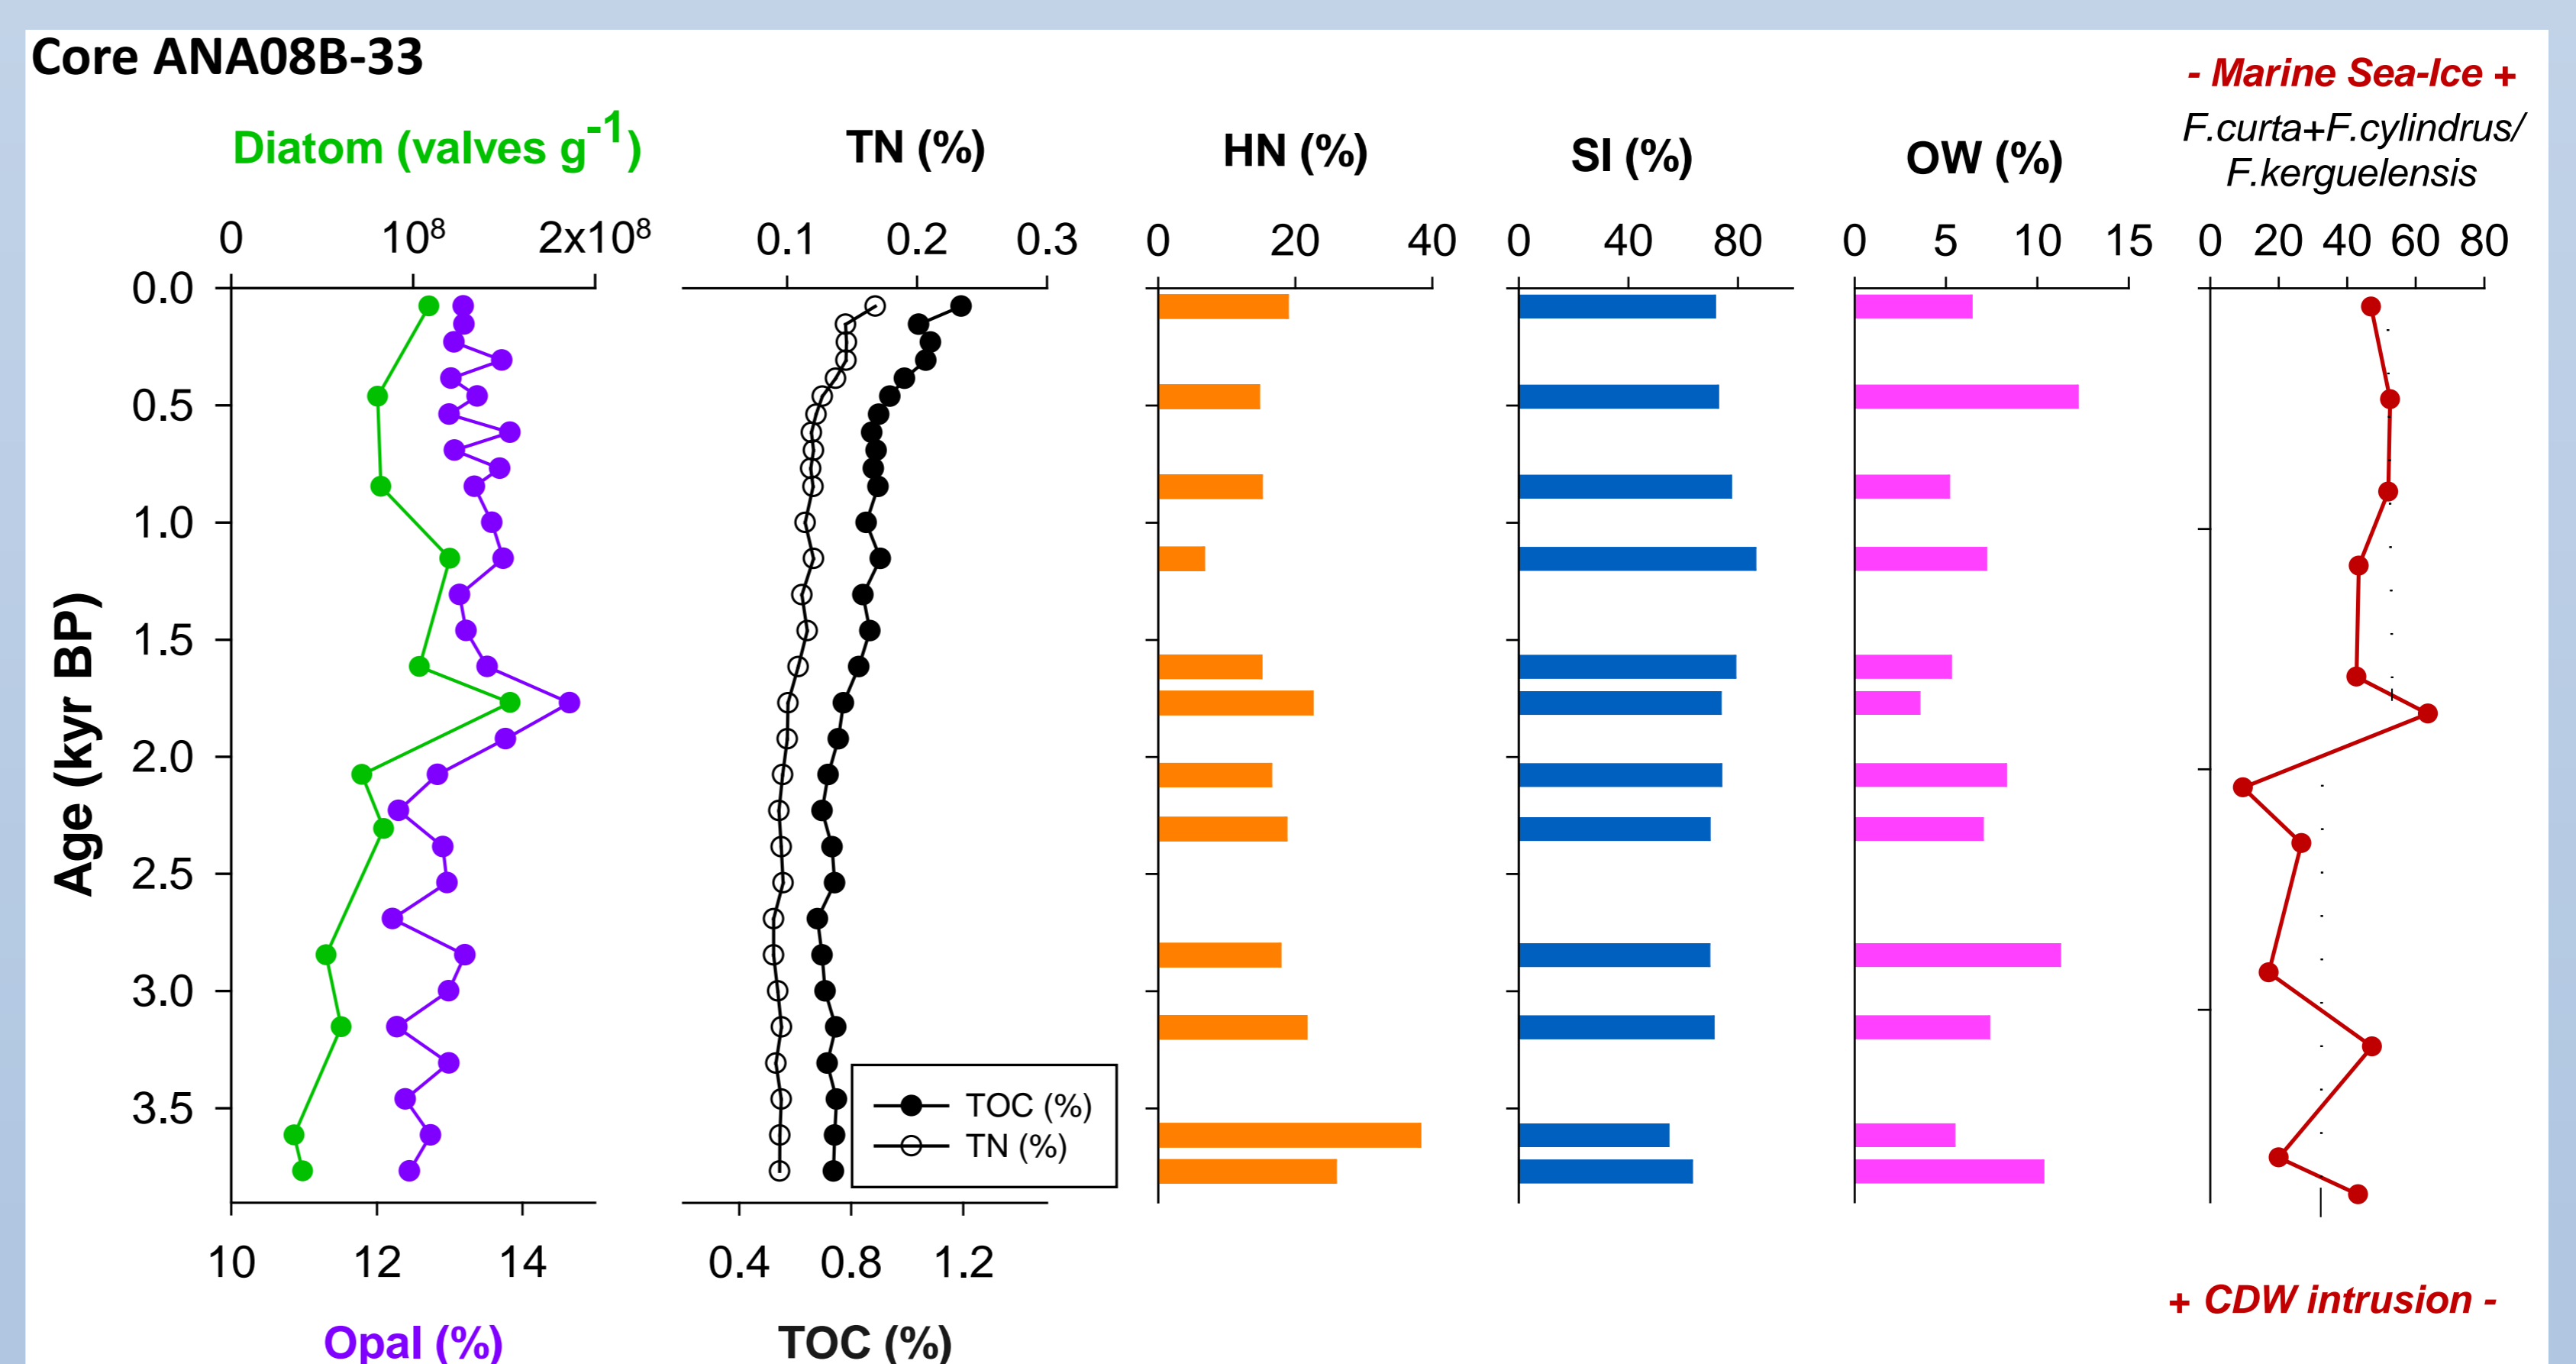 Core ANA08B-33
- Marine Sea-Ice +
Diatom (valves g-1)
TN (%)
HN (%)
SI (%)
OW (%)
F.curta+F.cylindrus/
F.kerguelensis
0 10⁸ 2x10⁸
0.1 0.2 0.3
0 20 40
0 40 80
0 5 10 15
0 20 40 60 80
Age (kyr BP)
0.0
0.5
1.0
1.5
2.0
2.5
3.0
3.5
TOC (%)
TN (%)
10 12 14
0.4 0.8 1.2
+ CDW intrusion -
Opal (%)
TOC (%)